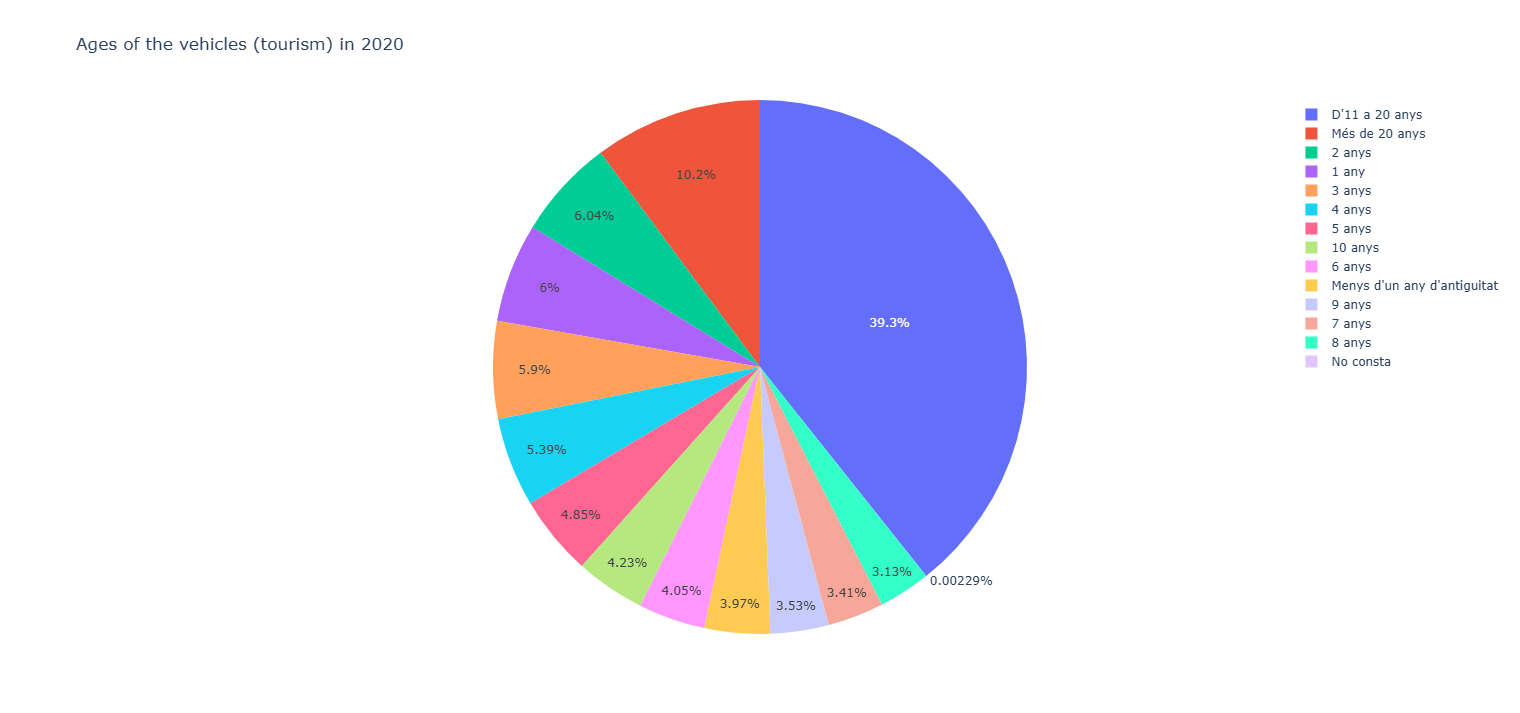 Ages of the vehicles (tourism) in 2020
39.3%
10.2%
6.04%
6%
5.9%
5.39%
4.85%
4.23%
4.05%
3.97%
3.53%
3.41%
3.13%
0.00229%
D'11 a 20 anys
Més de 20 anys
2 anys
1 any
3 anys
4 anys
5 anys
10 anys
6 anys
Menys d'un any d'antiguitat
9 anys
7 anys
8 anys
No consta